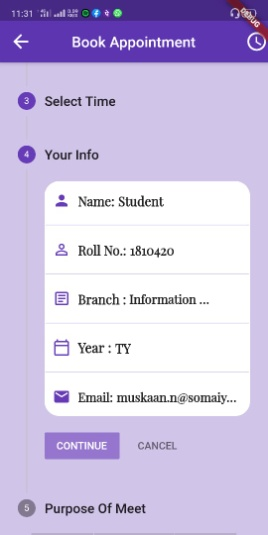 11:31
DEBUG
Book Appointment
3 Select Time
4 Your Info
Name: Student
Roll No.: 1810420
Branch : Information ...
Year : TY
Email: muskaan.n@somaiy...
CONTINUE CANCEL
5 Purpose Of Meet